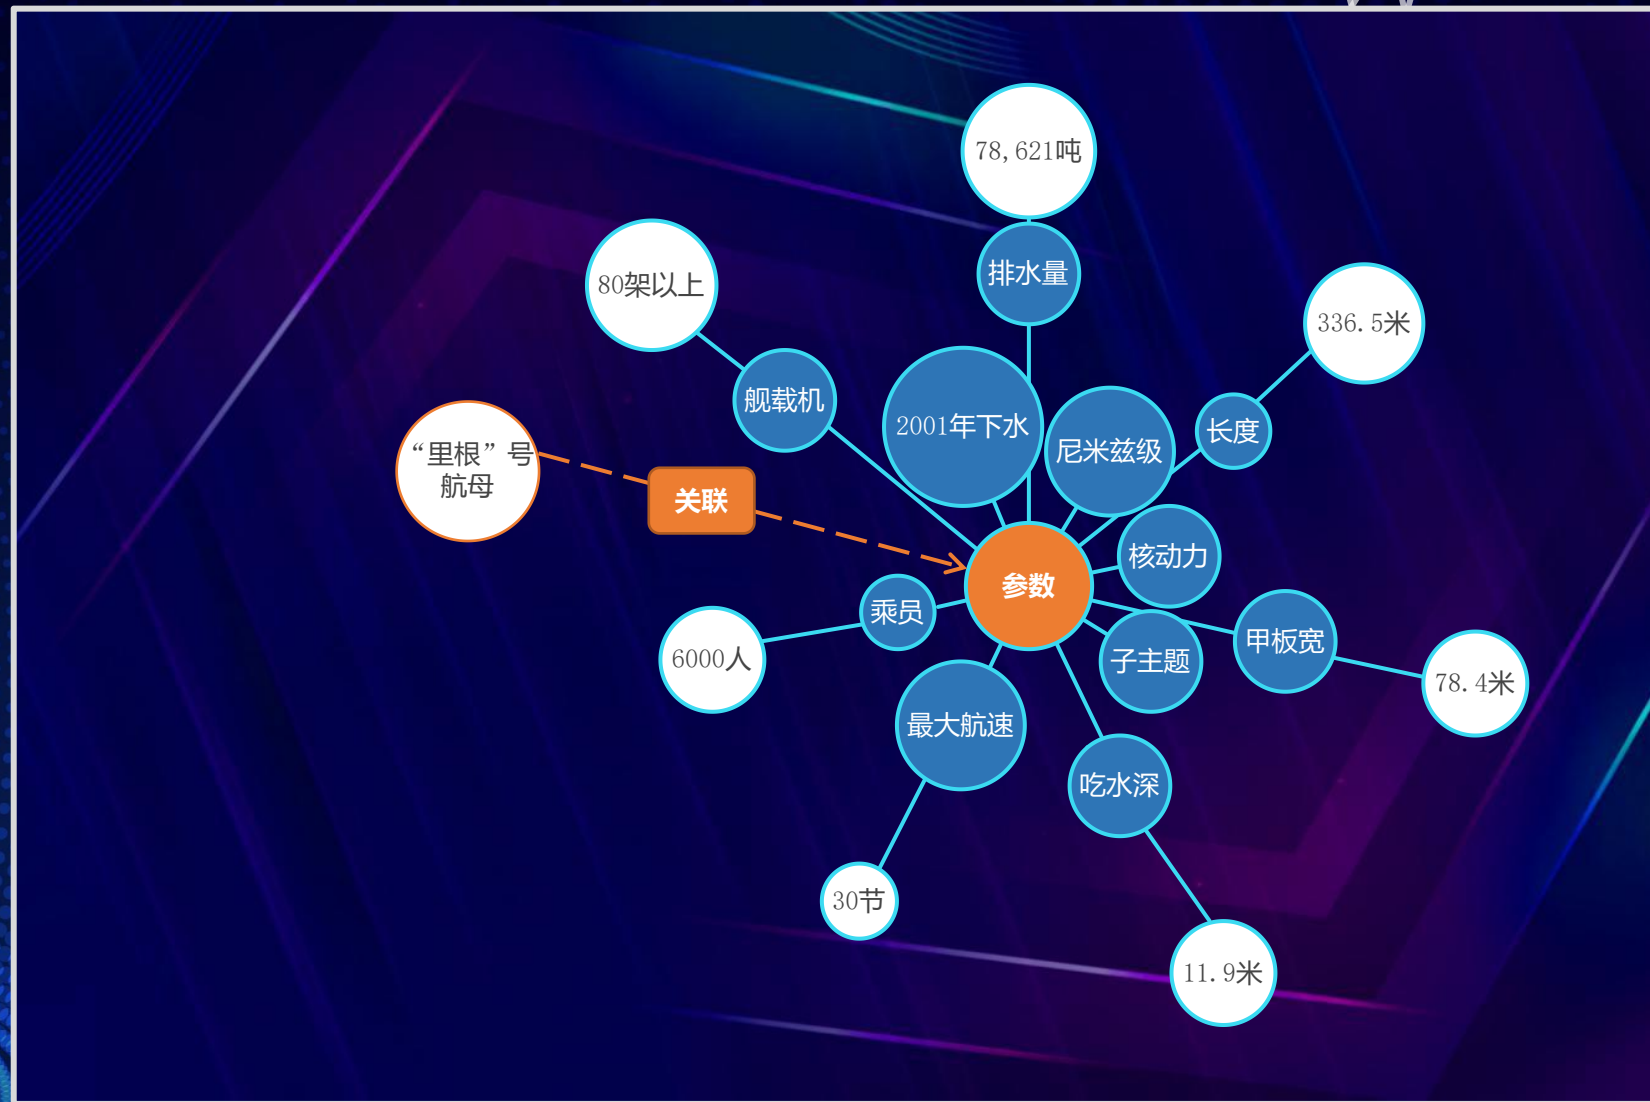 78,621吨
排水量
80架以上
336.5米
舰载机
2001年下水
尼米兹级
长度
“里根”号
航母
关联
核动力
参数
乘员
6000人
子主题
甲板宽
78.4米
最大航速
吃水深
30节
11.9米